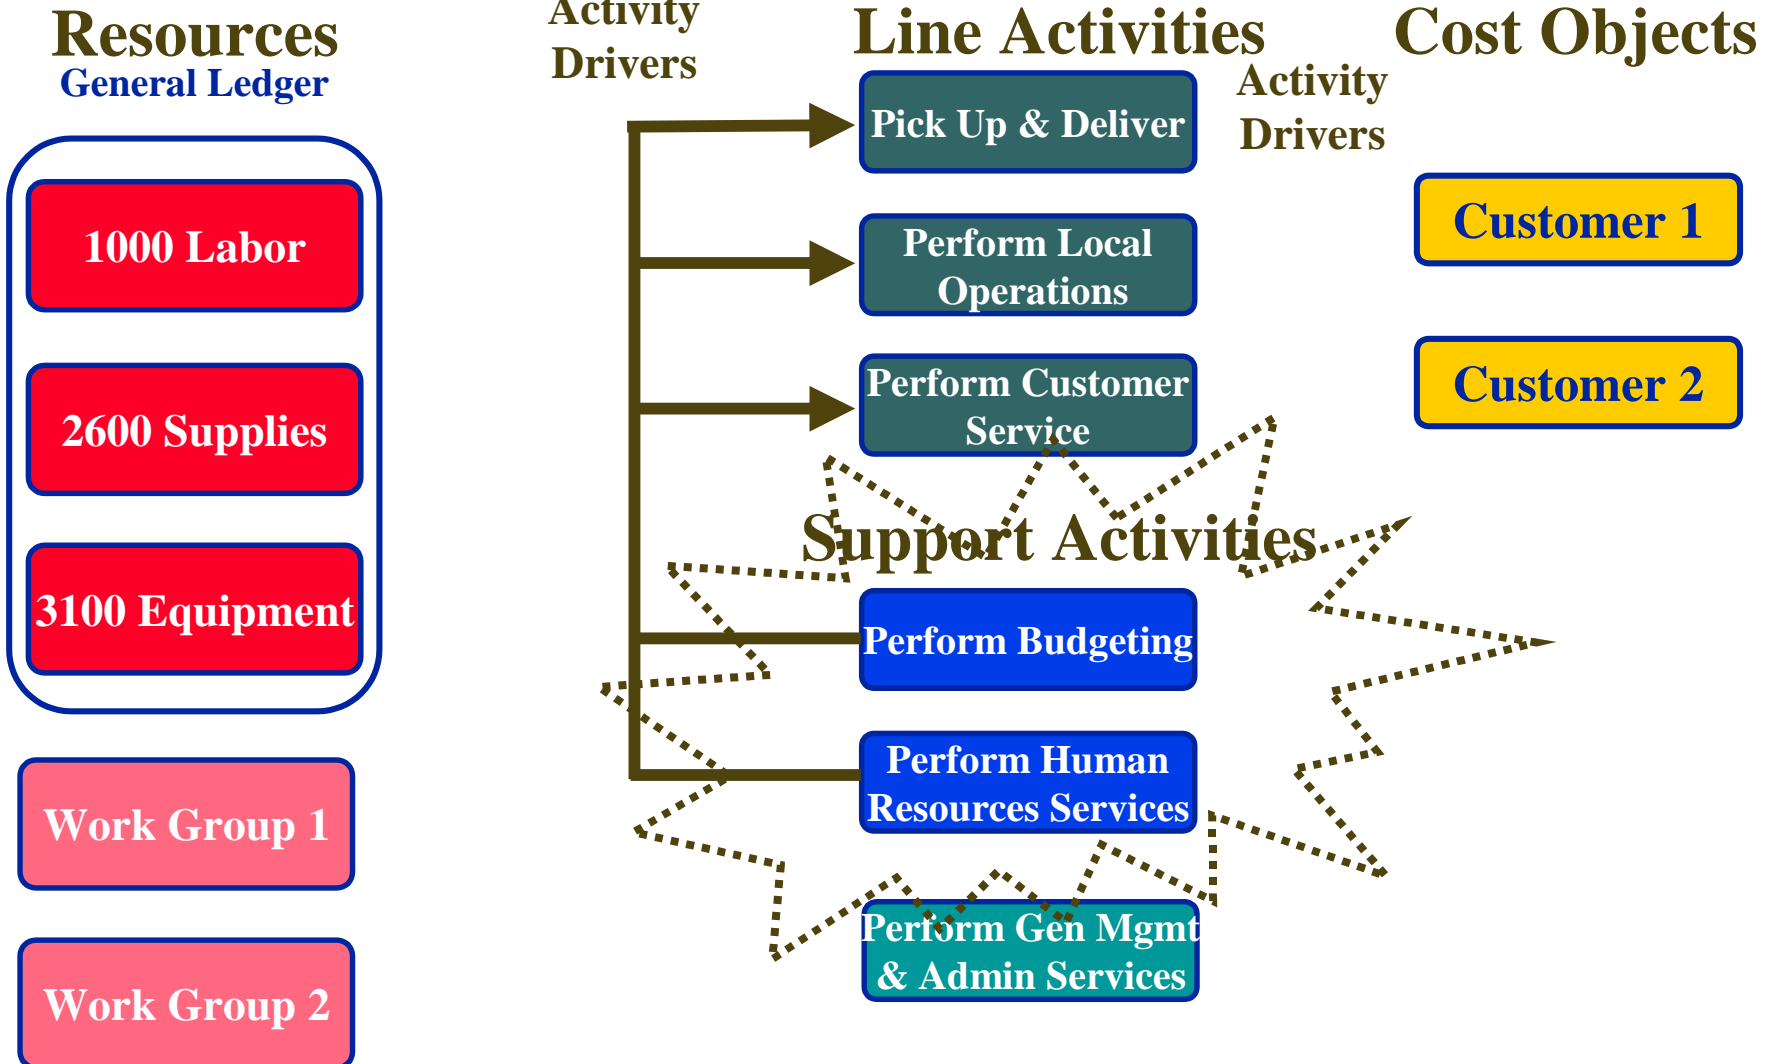 Resources
General Ledger
1000 Labor
2600 Supplies
3100 Equipment
Work Group 1
Work Group 2
Activity
Drivers
Line Activities
Pick Up & Deliver
Perform Local
Operations
Perform Customer
Service
Support Activities
Perform Budgeting
Perform Human
Resources Services
Perform Gen Mgmt
& Admin Services
Activity
Drivers
Cost Objects
Customer 1
Customer 2